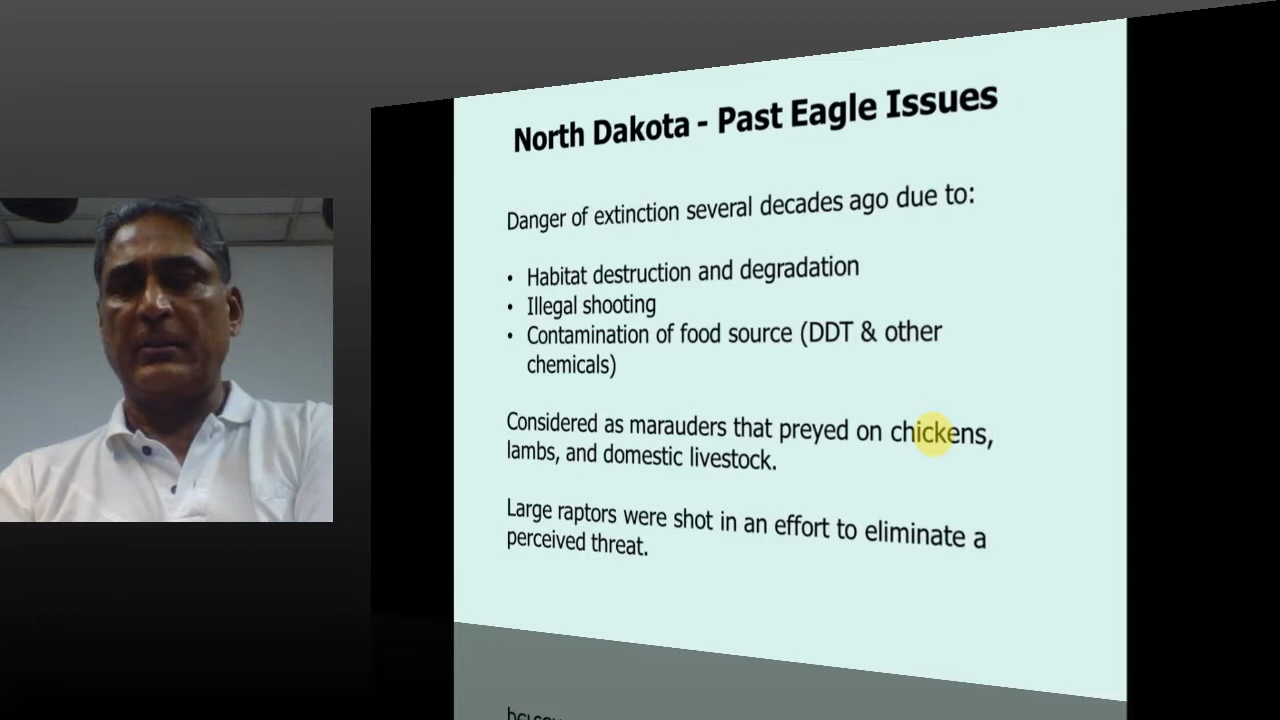 North Dakota - Past Eagle Issues
Danger of extinction several decades ago due to:
• Habitat destruction and degradation
• Illegal shooting
• Contamination of food source (DDT & other
chemicals)
Considered as marauders that preyed on chickens,
lambs, and domestic livestock.
Large raptors were shot in an effort to eliminate a
perceived threat.